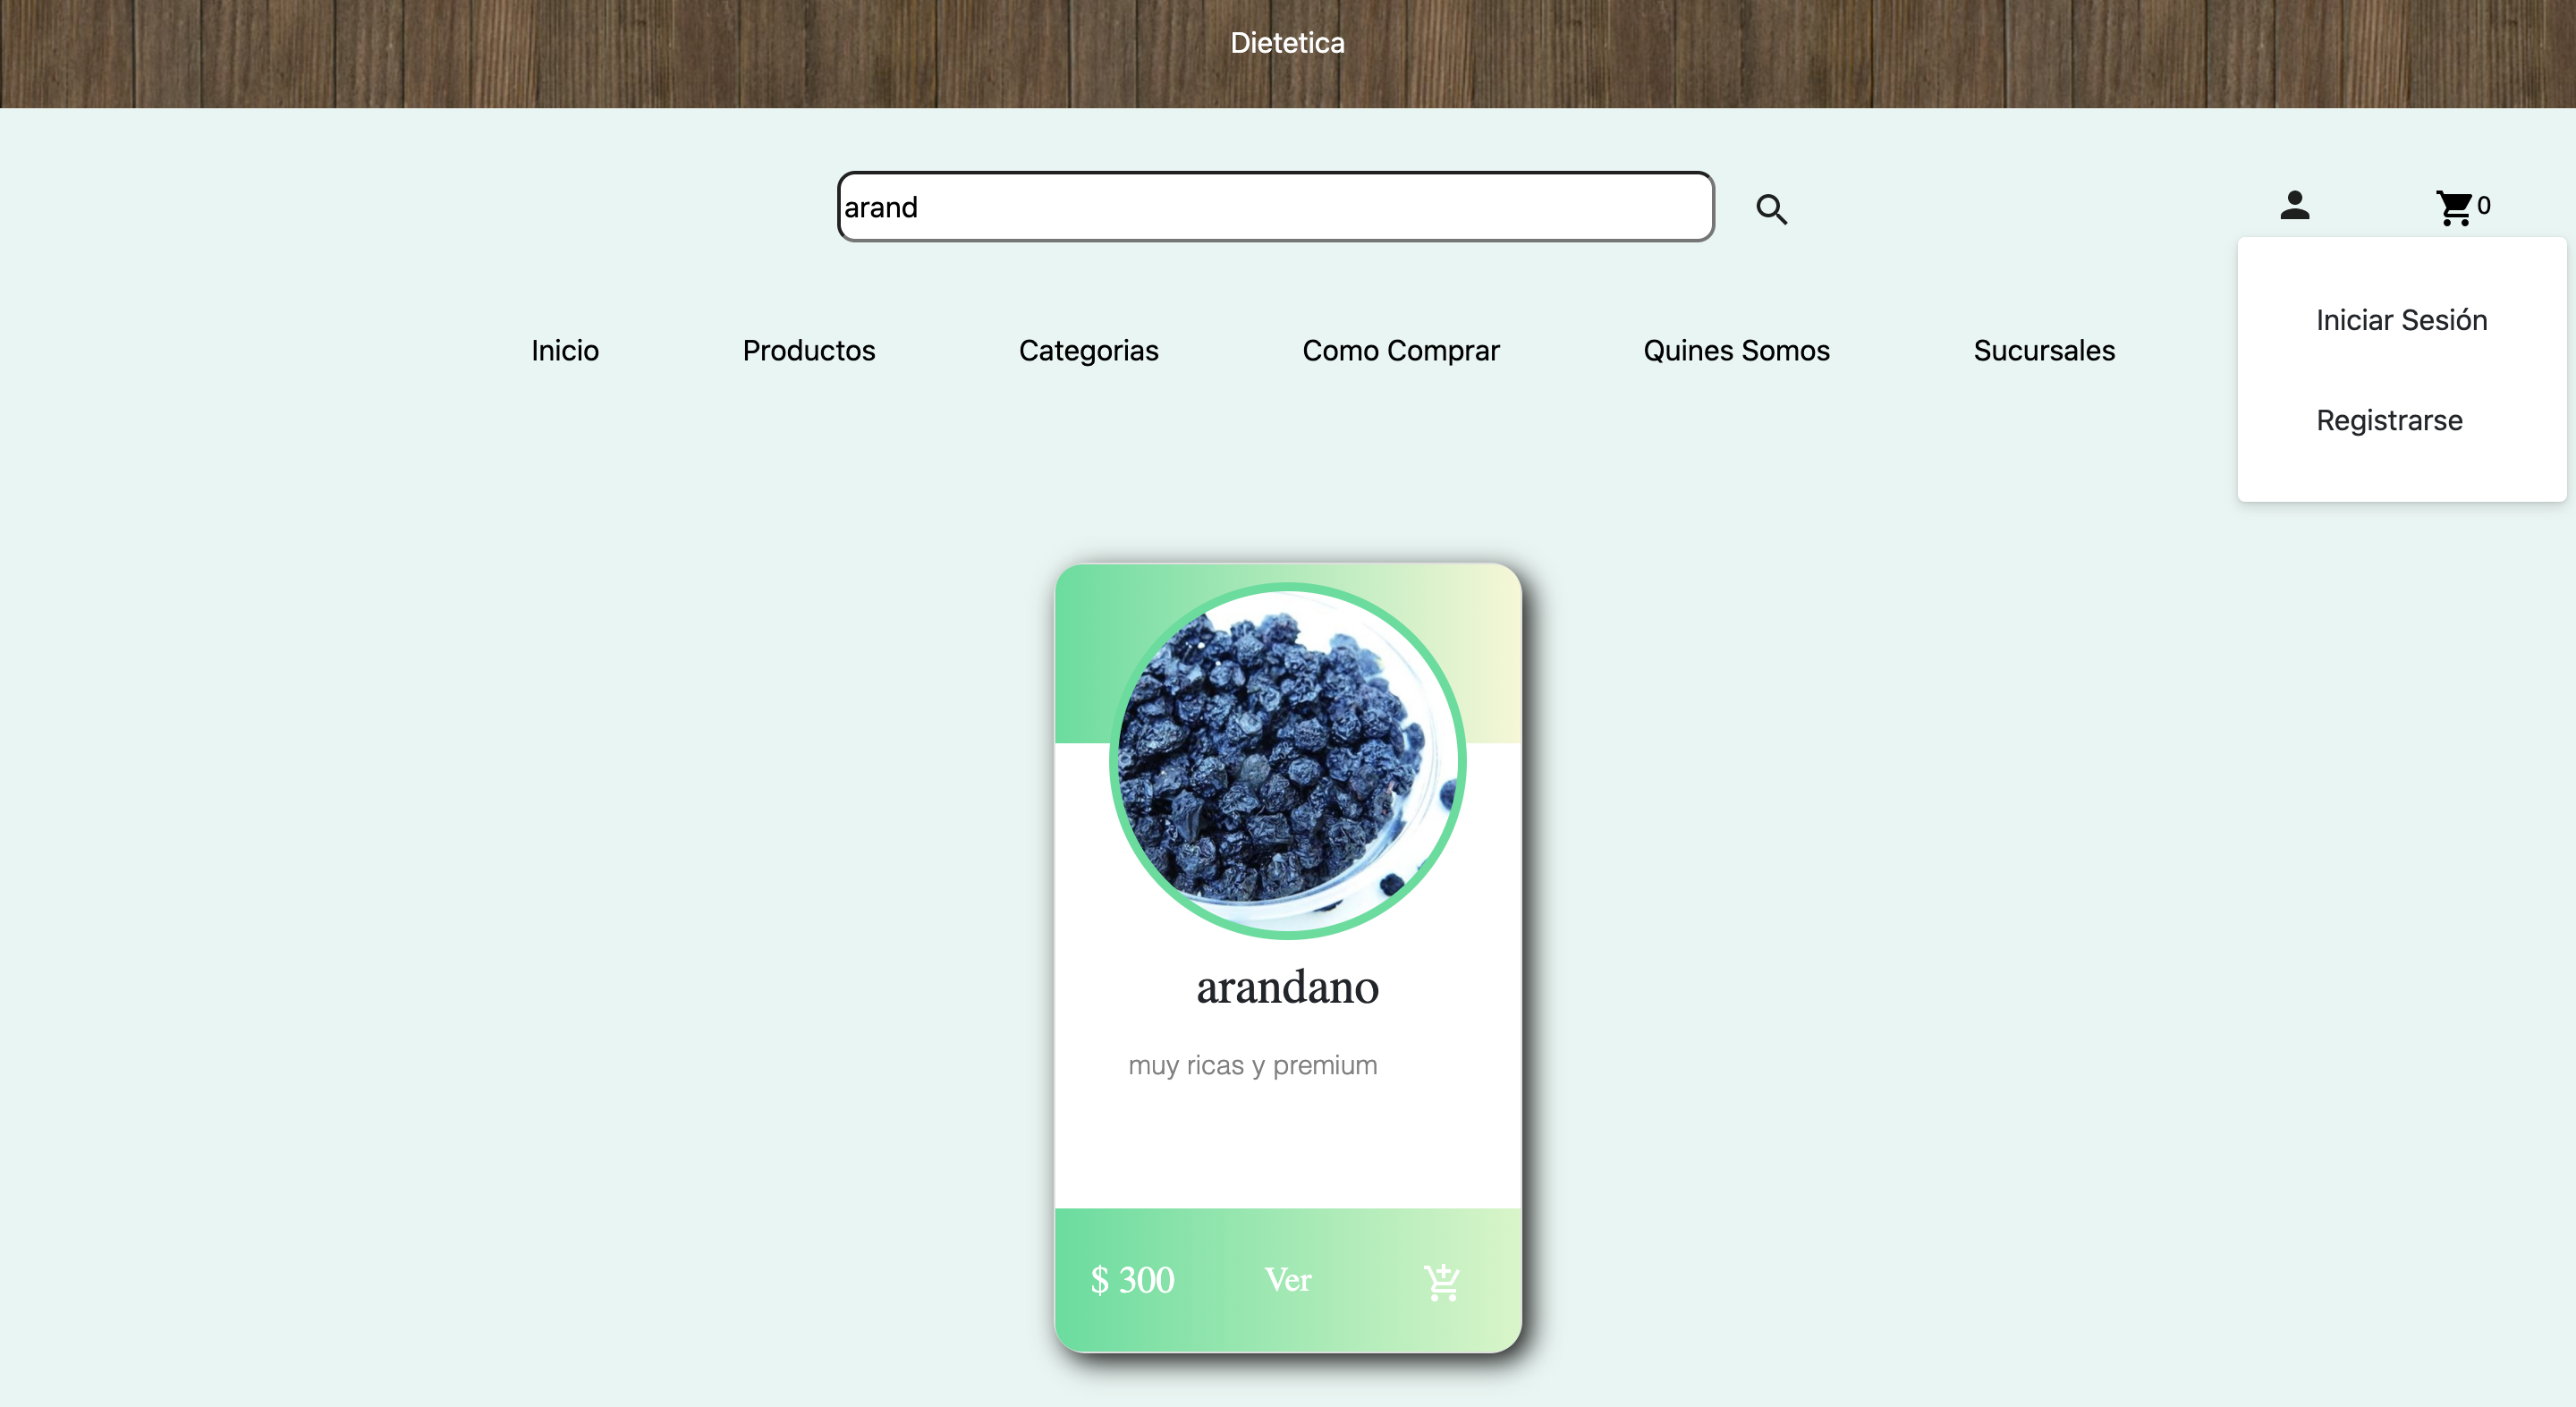 Dietetica
arand
0
Iniciar Sesión
Registrarse
Inicio Productos Categorias Como Comprar Quines Somos Sucursales
arandano
muy ricas y premium
$ 300 Ver